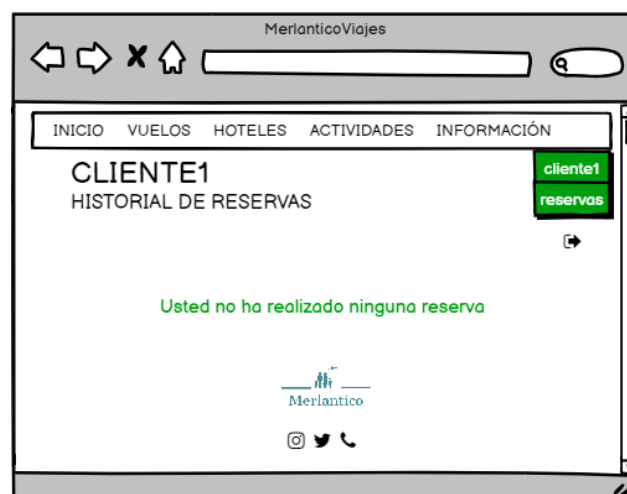 MerlanticoViajes
INICIO VUELOS HOTELES ACTIVIDADES INFORMACIÓN
CLIENTE1
cliente1
HISTORIAL DE RESERVAS
reservas
Usted no ha realizado ninguna reserva
Merlantico